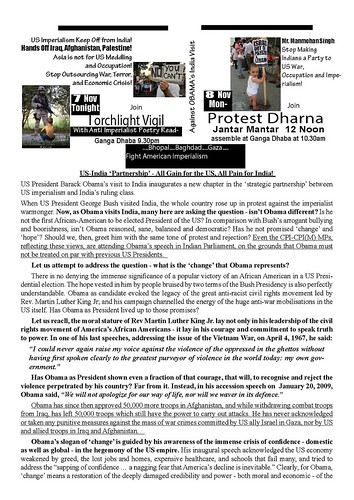 US Imperialism Keep Off from India!
Hands Off Iraq, Afghanistan, Palestine!
Asia is not for US Medulling
and Occupation!
Stop Outsourcing War, Terror,
and Economic Crisis!
7 Nov
Tonight
Join
Torchlight Vigil
With Anti Imperialist Poetry Read-
Ganga Dhaba 9.30pm
YOU CAN'T
Against OBAMA's India Visit
Mr. Manmohan Singh
Stop Making
Indians a Party to
US War,
Occupation and Impe-
rialism!
8 Nov
Mon-
Join
Protest Dharna
Jantar Mantar 12 Noon
assemble at Ganga Dhaba at 10.30am
....Bhopal....Baghdad....Gaza....
Fight American Imperialism
US-India 'Partnership' - All Gain for the US, All Pain for India!
US President Barack Obama's visit to India inaugurates a new chapter in the 'strategic partnership' between
US imperialism and India's ruling class.
When US President George Bush visited India, the whole country rose up in protest against the imperialist
warmonger. Now, as Obama visits India, many here are asking the question - isn't Obama different? Is he
not the first African-American to be elected President of the US? In comparison with Bush's arrogant bullying
and boorishness, isn't Obama reasoned, sane, balanced and democratic? Has he not promised 'change' and
'hope'? Should we, then, greet him with the same tone of protest and rejection? Even the CPI-CPI(M) MPs,
reflecting these views, are attending Obama's speech in Indian Parliament, on the grounds that Obama must
not be treated on par with previous US Presidents.
Let us attempt to address the question - what is the 'change' that Obama represents?
There is no denying the immense significance of a popular victory of an African American in a US Presi-
dential election. The hope vested in him by people bruised by two terms of the Bush Presidency is also perfectly
understandable. Obama as candidate evoked the legacy of the great anti-racist civil rights movement led by
Rev. Martin Luther King Jr; and his campaign channelled the energy of the huge anti-war mobilisations in the
US itself. Has Obama as President lived up to those promises?
Let us reach, the moral stature of Rev Martin Luther King Jr. lay not only in his leadership of the civil
rights movement of America's African Americans - it lay in his courage and commitment to speak truth
to power. In one of his last speeches, addressing the issue of the Vietnam War, on April 4, 1967, he said:
"I could never again raise my voice against the violence of the oppressed in the ghettos without
having first spoken clearly to the greatest purveyor of violence in the world today: my own gov-
ernment."
Has Obama as President shown even a fraction of that courage, that will, to recognise and reject the
violence perpetrated by his country? Far from it. Instead, in his accession speech on January 20, 2009,
Obama said, "We will not apologize for our way of life, nor will we waver in its defence."
Obama has since then approved 50,000 more troops in Afghanistan, and while withdrawing combat troops
from Iraq, has left 50,000 troops which still have the power to carry out attacks. He has never acknowledged
or taken any punitive measures against the mass of war crimes committed by US ally Israel in Gaza, nor by US
and allied troops in Iraq and Afghanistan.
Obama's slogan of 'change' is guided by his awareness of the immense crisis of confidence - domestic
as well as global - in the hegemony of the US empire. His inaugural speech acknowledged the US economy
weakened by greed, the lost jobs and homes, expensive healthcare, and schools that fail many, and tried to
address the "sapping of confidence ... a nagging fear that America's decline is inevitable." Clearly, for Obama,
'change' means a restoration of the deeply damaged credibility and power - both moral and economic - of the